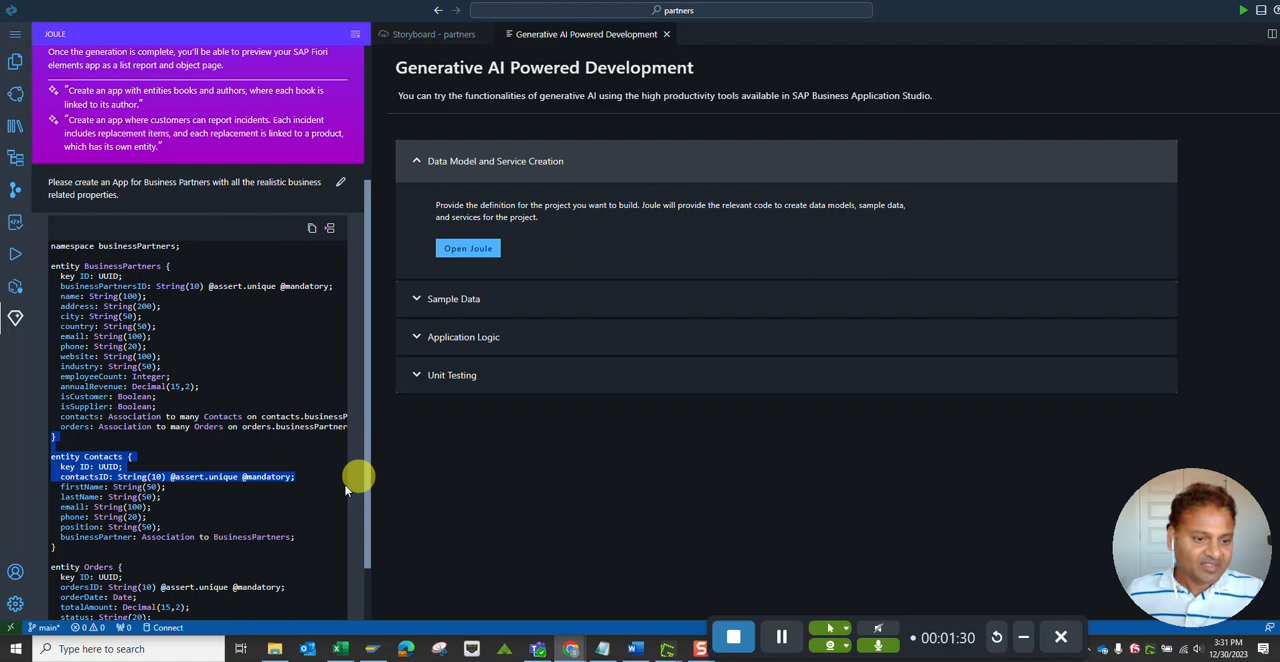 partners
JOULE
Storyboard - partners
Generative AI Powered Development
Once the generation is complete, you'll be able to preview your SAP Fiori
elements app as a list report and object page.
"Create an app with entities books and authors, where each book is
linked to its author."
"Create an app where customers can report incidents. Each incident
includes replacement items, and each replacement is linked to a product,
which has its own entity."
Please create an App for Business Partners with all the realistic business
related properties.
namespace businessPartners;
entity BusinessPartners {
key ID: UUID;
businessPartnersID: String(10) @assert.unique @mandatory;
name: String(100);
address: String(200);
city: String(50);
country: String(50);
email: String(100);
phone: String(20);
website: String(100);
industry: String(50);
employeeCount: Integer;
annualRevenue: Decimal(15,2);
isCustomer: Boolean;
isSupplier: Boolean;
contacts: Association to many Contacts on contacts.businessP
orders: Association to many Orders on orders.businessPartner
}
entity Contacts {
key ID: UUID;
contactsID: String(10) @assert.unique @mandatory;
firstName: String(50);
lastName: String(50);
email: String(100);
phone: String(20);
position: String(50);
businessPartner: Association to BusinessPartners;
}
entity Orders {
key ID: UUID;
ordersID: String(10) @assert.unique @mandatory;
orderDate: Date;
totalAmount: Decimal(15,2);
status: String(20);
Generative AI Powered Development
You can try the functionalities of generative AI using the high productivity tools available in SAP Business Application Studio.
Data Model and Service Creation
Provide the definition for the project you want to build. Joule will provide the relevant code to create data models, sample data,
and services for the project.
Open Joule
Sample Data
Application Logic
Unit Testing
main*
0 0
0
Connect
00:01:30
Type here to search
3:31 PM
12/30/2023